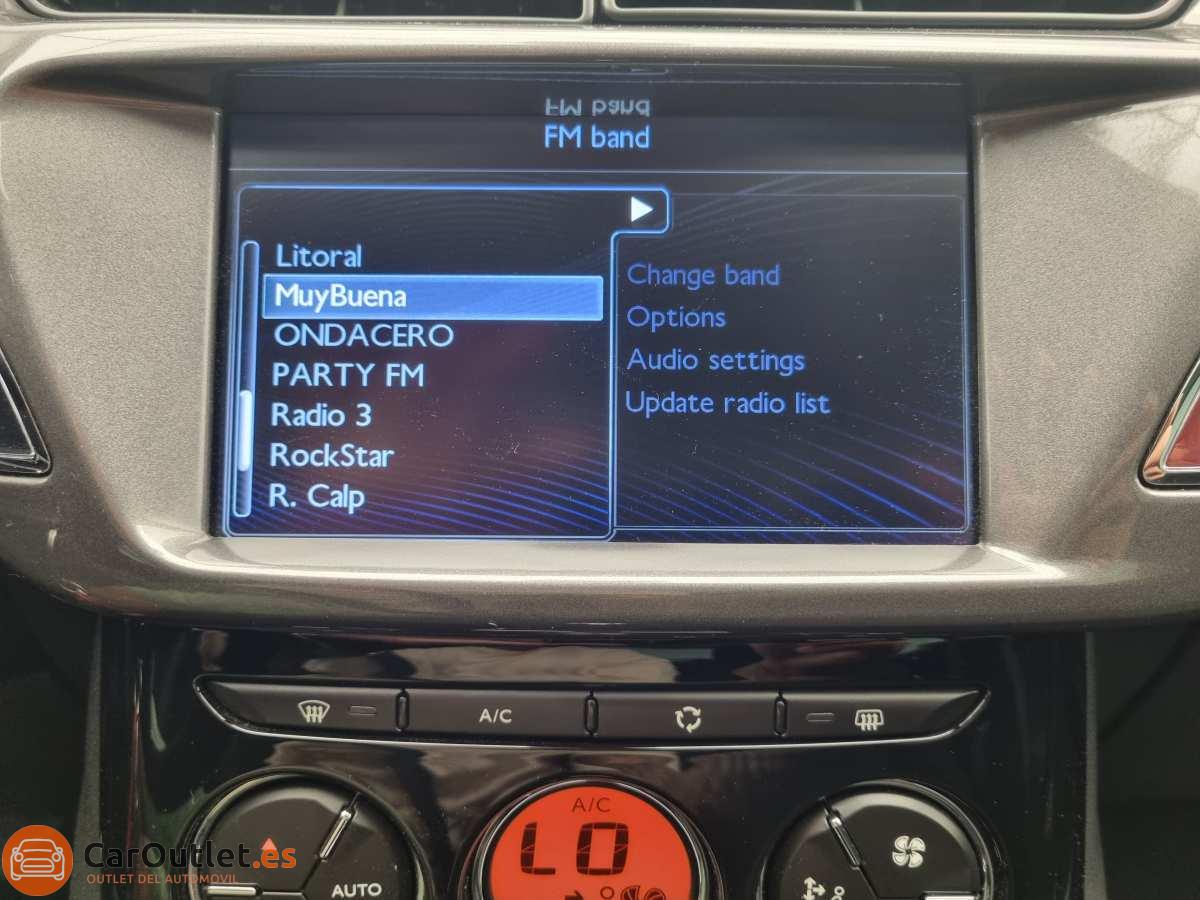 FM band
FM band
Litoral
MuyBuena
ONDACERO
PARTY FM
Radio 3
RockStar
R. Calp
Change band
Options
Audio settings
Update radio list
A/C
A/C
LO
AUTO
CarOutlet.es
OUTLET DEL AUTOMOVIL